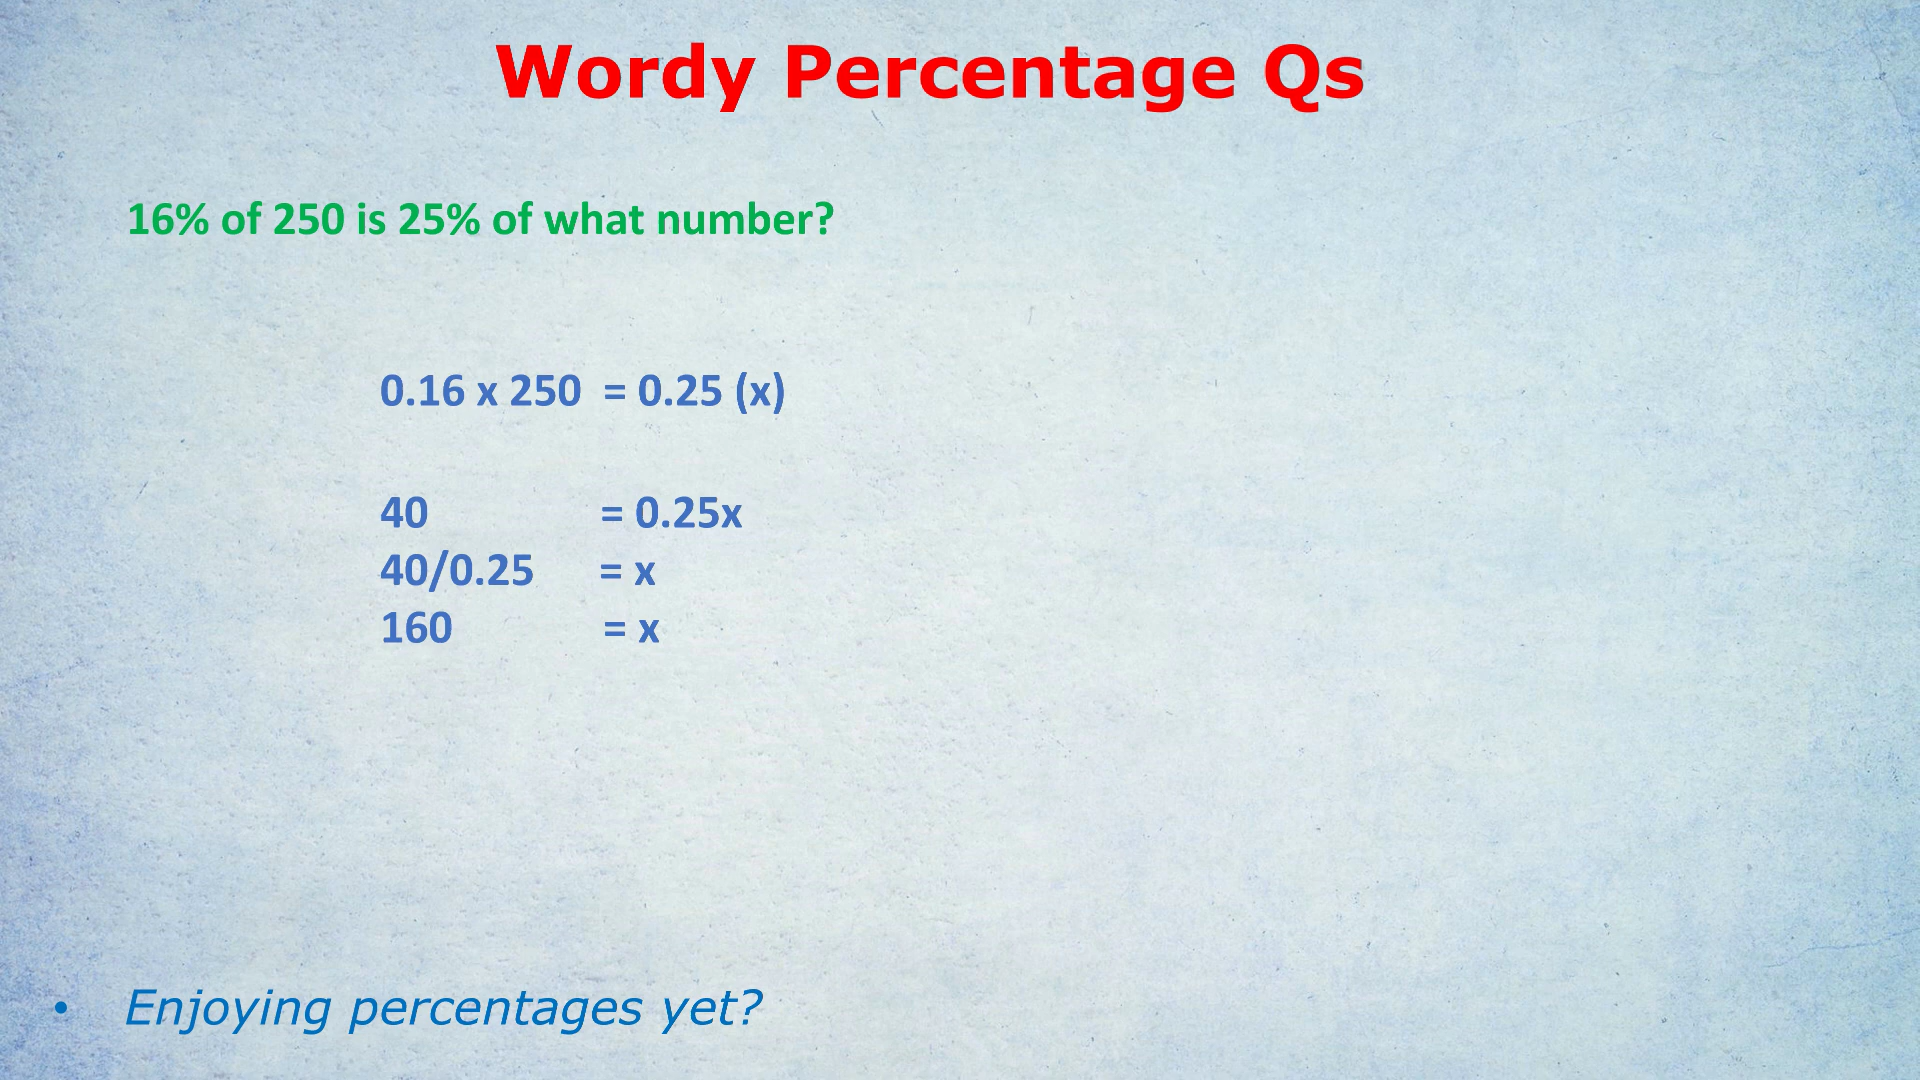 Wordy Percentage Qs
16% of 250 is 25% of what number?
0.16 x 250 = 0.25 (x)
40 = 0.25x
40/0.25 = x
160 = x
• Enjoying percentages yet?